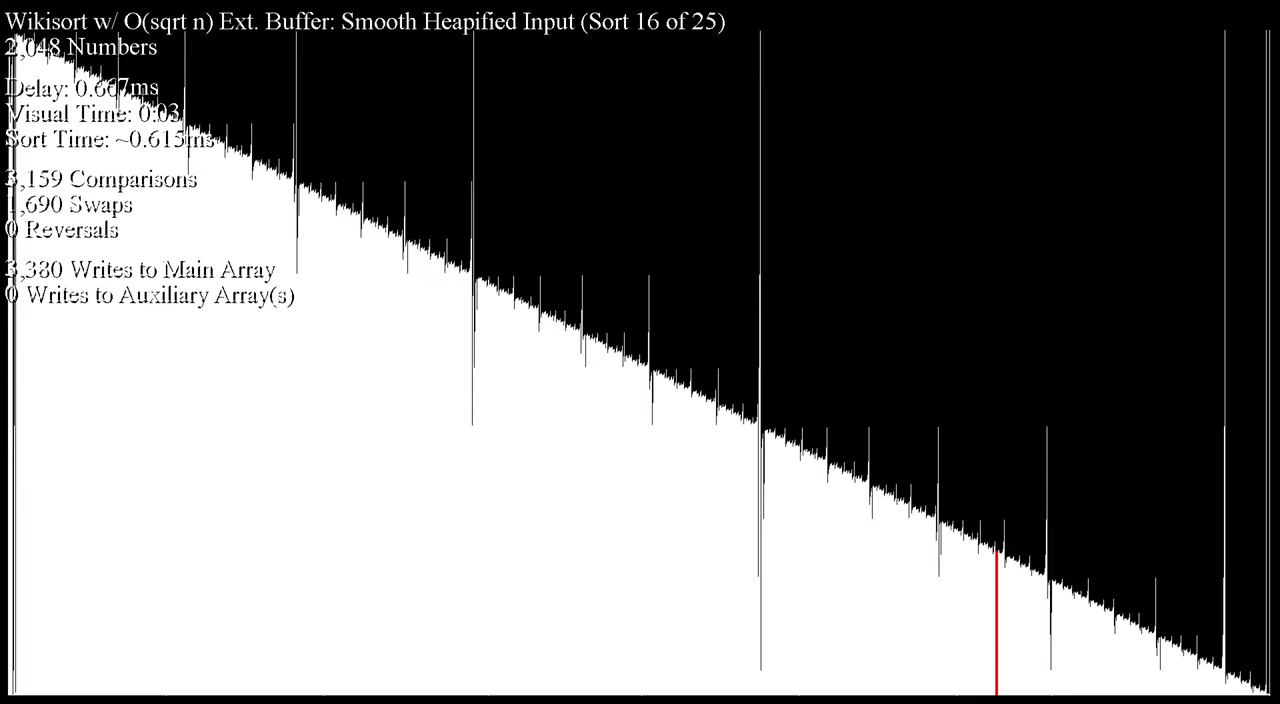 Wikisort w/ O(sqrt n) Ext. Buffer: Smooth Heapified Input (Sort 16 of 25)
2,048 Numbers
Delay: 0.667ms
Visual Time: 0:03
Sort Time: ~0.615ms
3,159 Comparisons
1,690 Swaps
0 Reversals
3,380 Writes to Main Array
0 Writes to Auxiliary Array(s)